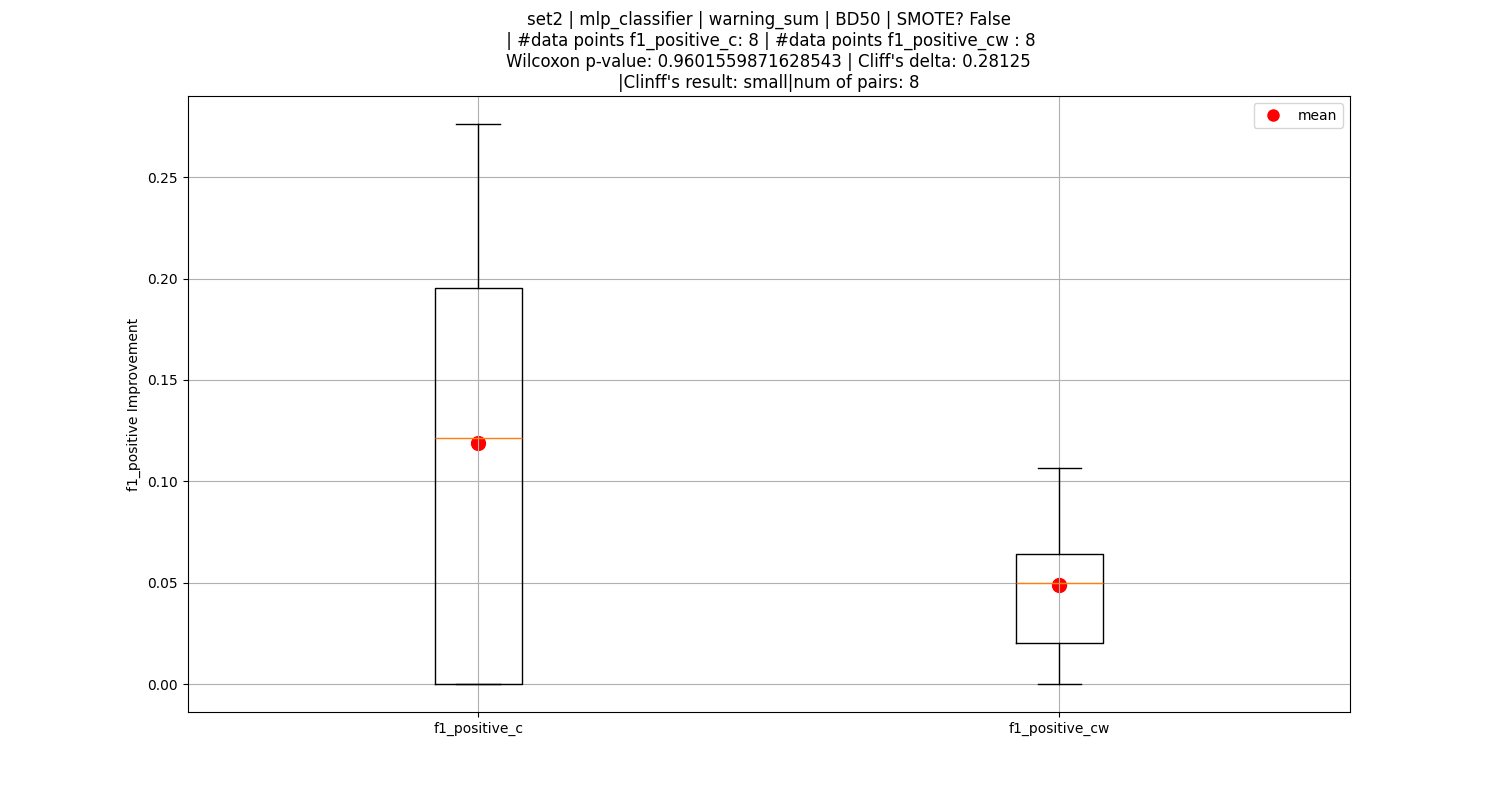 set2 | mlp_classifier | warning_sum | BD50 | SMOTE? False
| #data points f1_positive_c: 8 | #data points f1_positive_cw : 8
Wilcoxon p-value: 0.9601559871628543 | Cliff's delta: 0.28125
|Clinff's result: small|num of pairs: 8
mean
0.25
0.20
0.15
0.10
0.05
0.00
f1_positive Improvement
f1_positive_c
f1_positive_cw